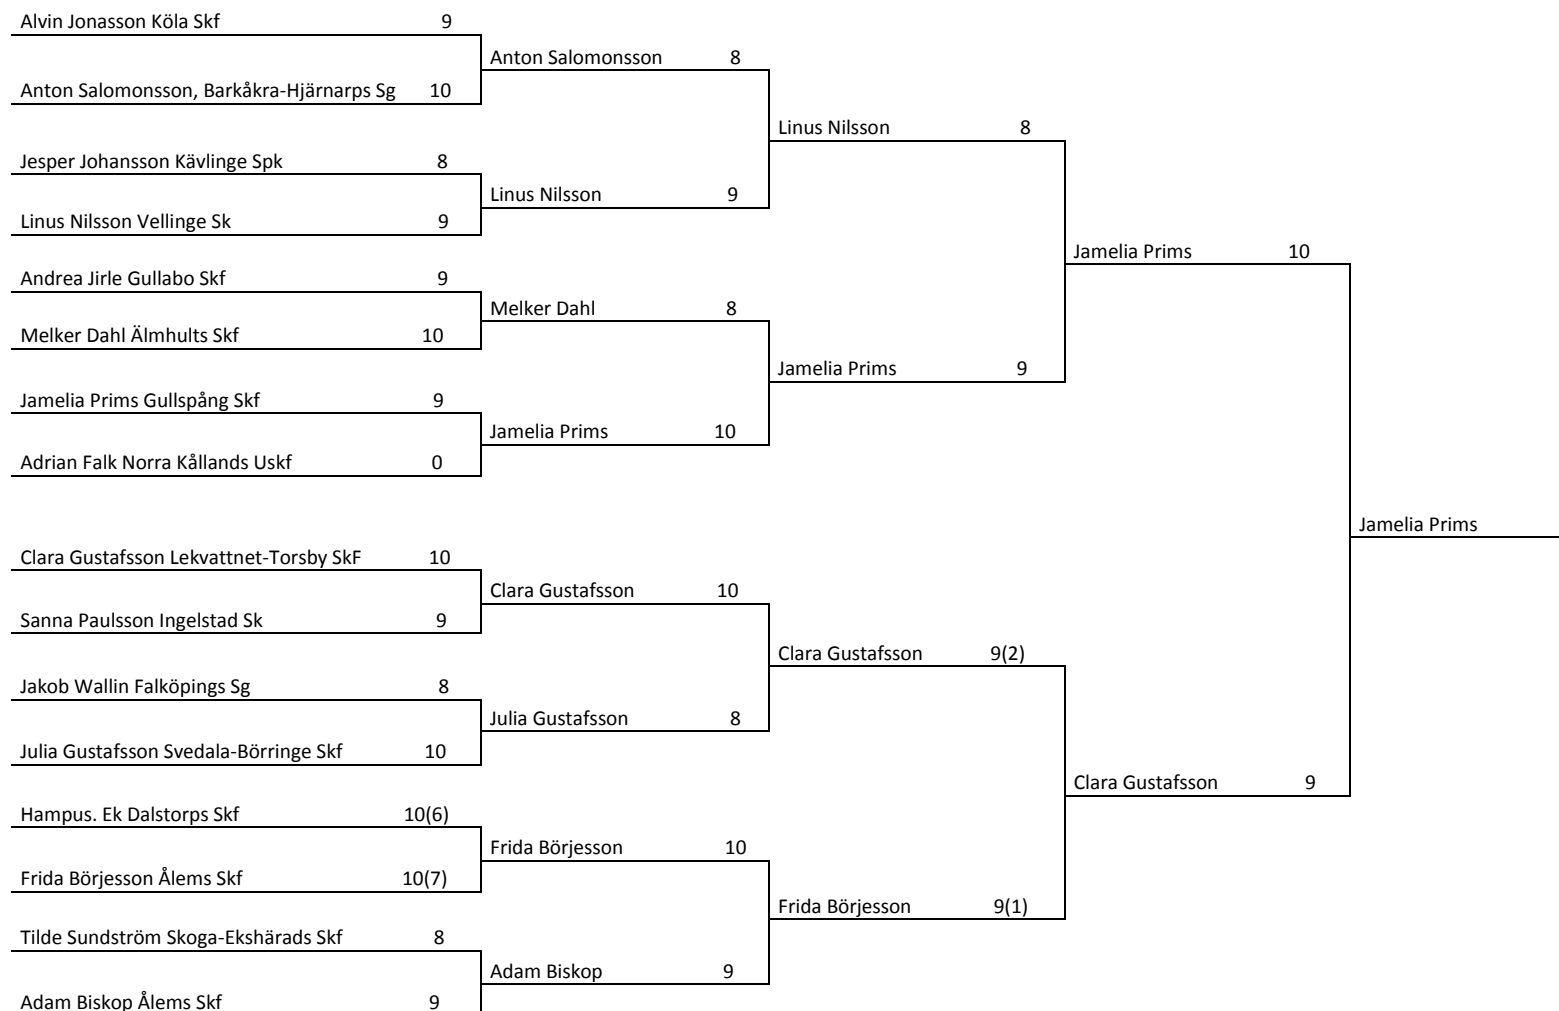 Alvin Jonasson Köla Skf 9
Anton Salomonsson 8
Anton Salomonsson, Barkåkra-Hjärnarps Sg 10
Linus Nilsson 8
Jesper Johansson Kävlinge Spk 8
Linus Nilsson 9
Linus Nilsson Vellinge Sk 9
Jamelia Prims 10
Andrea Jirle Gullabo Skf 9
Melker Dahl 8
Melker Dahl Älmhults Skf 10
Jamelia Prims 9
Jamelia Prims Gullspång Skf 9
Jamelia Prims 10
Adrian Falk Norra Kållands Uskf 0
Jamelia Prims
Clara Gustafsson Lekvattnet-Torsby SkF 10
Clara Gustafsson 10
Sanna Paulsson Ingelstad Sk 9
Clara Gustafsson 9(2)
Jakob Wallin Falköpings Sg 8
Julia Gustafsson 8
Julia Gustafsson Svedala-Börringe Skf 10
Clara Gustafsson 9
Hampus. Ek Dalstorps Skf 10(6)
Frida Börjesson 10
Frida Börjesson Ålems Skf 10(7)
Frida Börjesson 9(1)
Tilde Sundström Skoga-Ekshärads Skf 8
Adam Biskop 9
Adam Biskop Ålems Skf 9